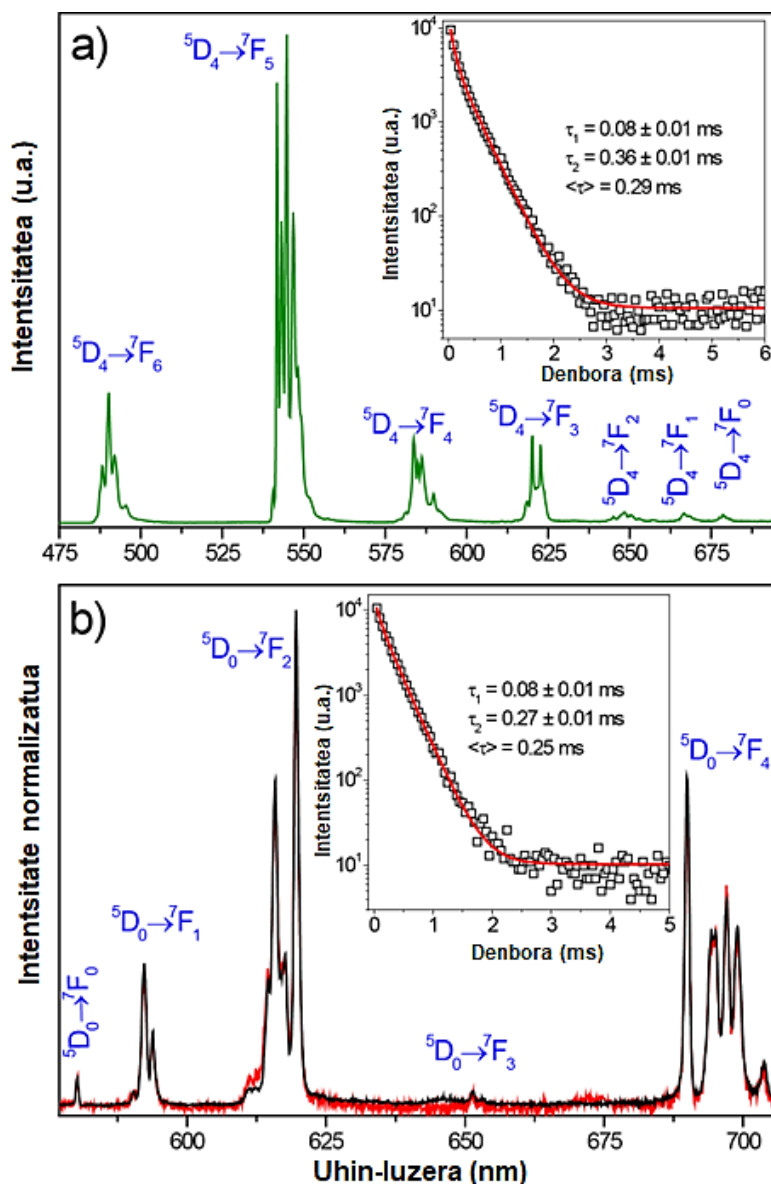 a)
Intentsitatea (u.a.)
⁵D₄→⁷F₆
⁵D₄→⁷F₅
⁵D₄→⁷F₄
⁵D₄→⁷F₃
⁵D₄→⁷F₂
⁵D₄→⁷F₁
⁵D₄→⁷F₀
475 500 525 550 575 600 625 650 675
Intentsitatea (u.a.)
10⁴
10³
10²
10¹
τ₁ = 0.08 ± 0.01 ms
τ₂ = 0.36 ± 0.01 ms
<τ> = 0.29 ms
0 1 2 3 4 5 6
Denbora (ms)
b)
Intentsitate normalizatua
⁵D₀→⁷F₀
⁵D₀→⁷F₁
⁵D₀→⁷F₂
⁵D₀→⁷F₃
⁵D₀→⁷F₄
Intentsitatea (u.a.)
10⁴
10³
10²
10¹
τ₁ = 0.08 ± 0.01 ms
τ₂ = 0.27 ± 0.01 ms
<τ> = 0.25 ms
0 1 2 3 4 5
Denbora (ms)
600 625 650 675 700
Uhin-luzera (nm)